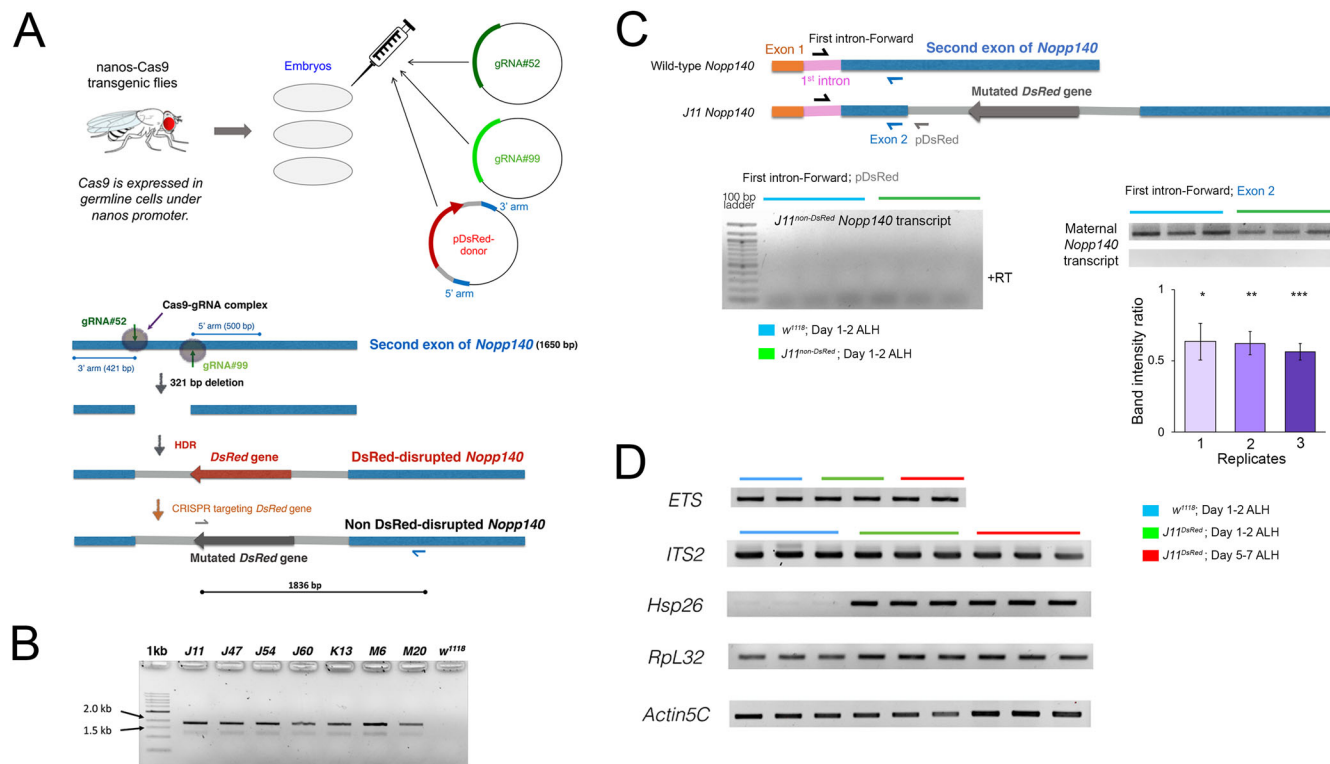 A
nanos-Cas9
transgenic flies
Cas9 is expressed in
germline cells under
nanos promoter.
Embryos
gRNA#52
gRNA#99
3' arm
pDsRed-
donor
5' arm
Cas9-gRNA complex
gRNA#52
5' arm (500 bp)
Second exon of Nopp140 (1650 bp)
3' arm (421 bp)
gRNA#99
321 bp deletion
HDR
DsRed gene
DsRed-disrupted Nopp140
CRISPR targeting DsRed gene
Non DsRed-disrupted Nopp140
Mutated DsRed gene
1836 bp
B
1kb J11 J47 J54 J60 K13 M6 M20 w1118
2.0 kb
1.5 kb
C
First intron-Forward
Exon 1
Second exon of Nopp140
Wild-type Nopp140
1st intron
Mutated DsRed gene
J11 Nopp140
Exon 2
pDsRed
First intron-Forward; pDsRed
100 bp
ladder
J11non-DsRed Nopp140 transcript
+RT
w1118; Day 1-2 ALH
J11non-DsRed; Day 1-2 ALH
First intron-Forward; Exon 2
Maternal
Nopp140
transcript
1
0.5
0
Band intensity ratio
* ** ***
1 2 3
Replicates
D
ETS
ITS2
Hsp26
RpL32
Actin5C
w1118; Day 1-2 ALH
J11DsRed; Day 1-2 ALH
J11DsRed; Day 5-7 ALH